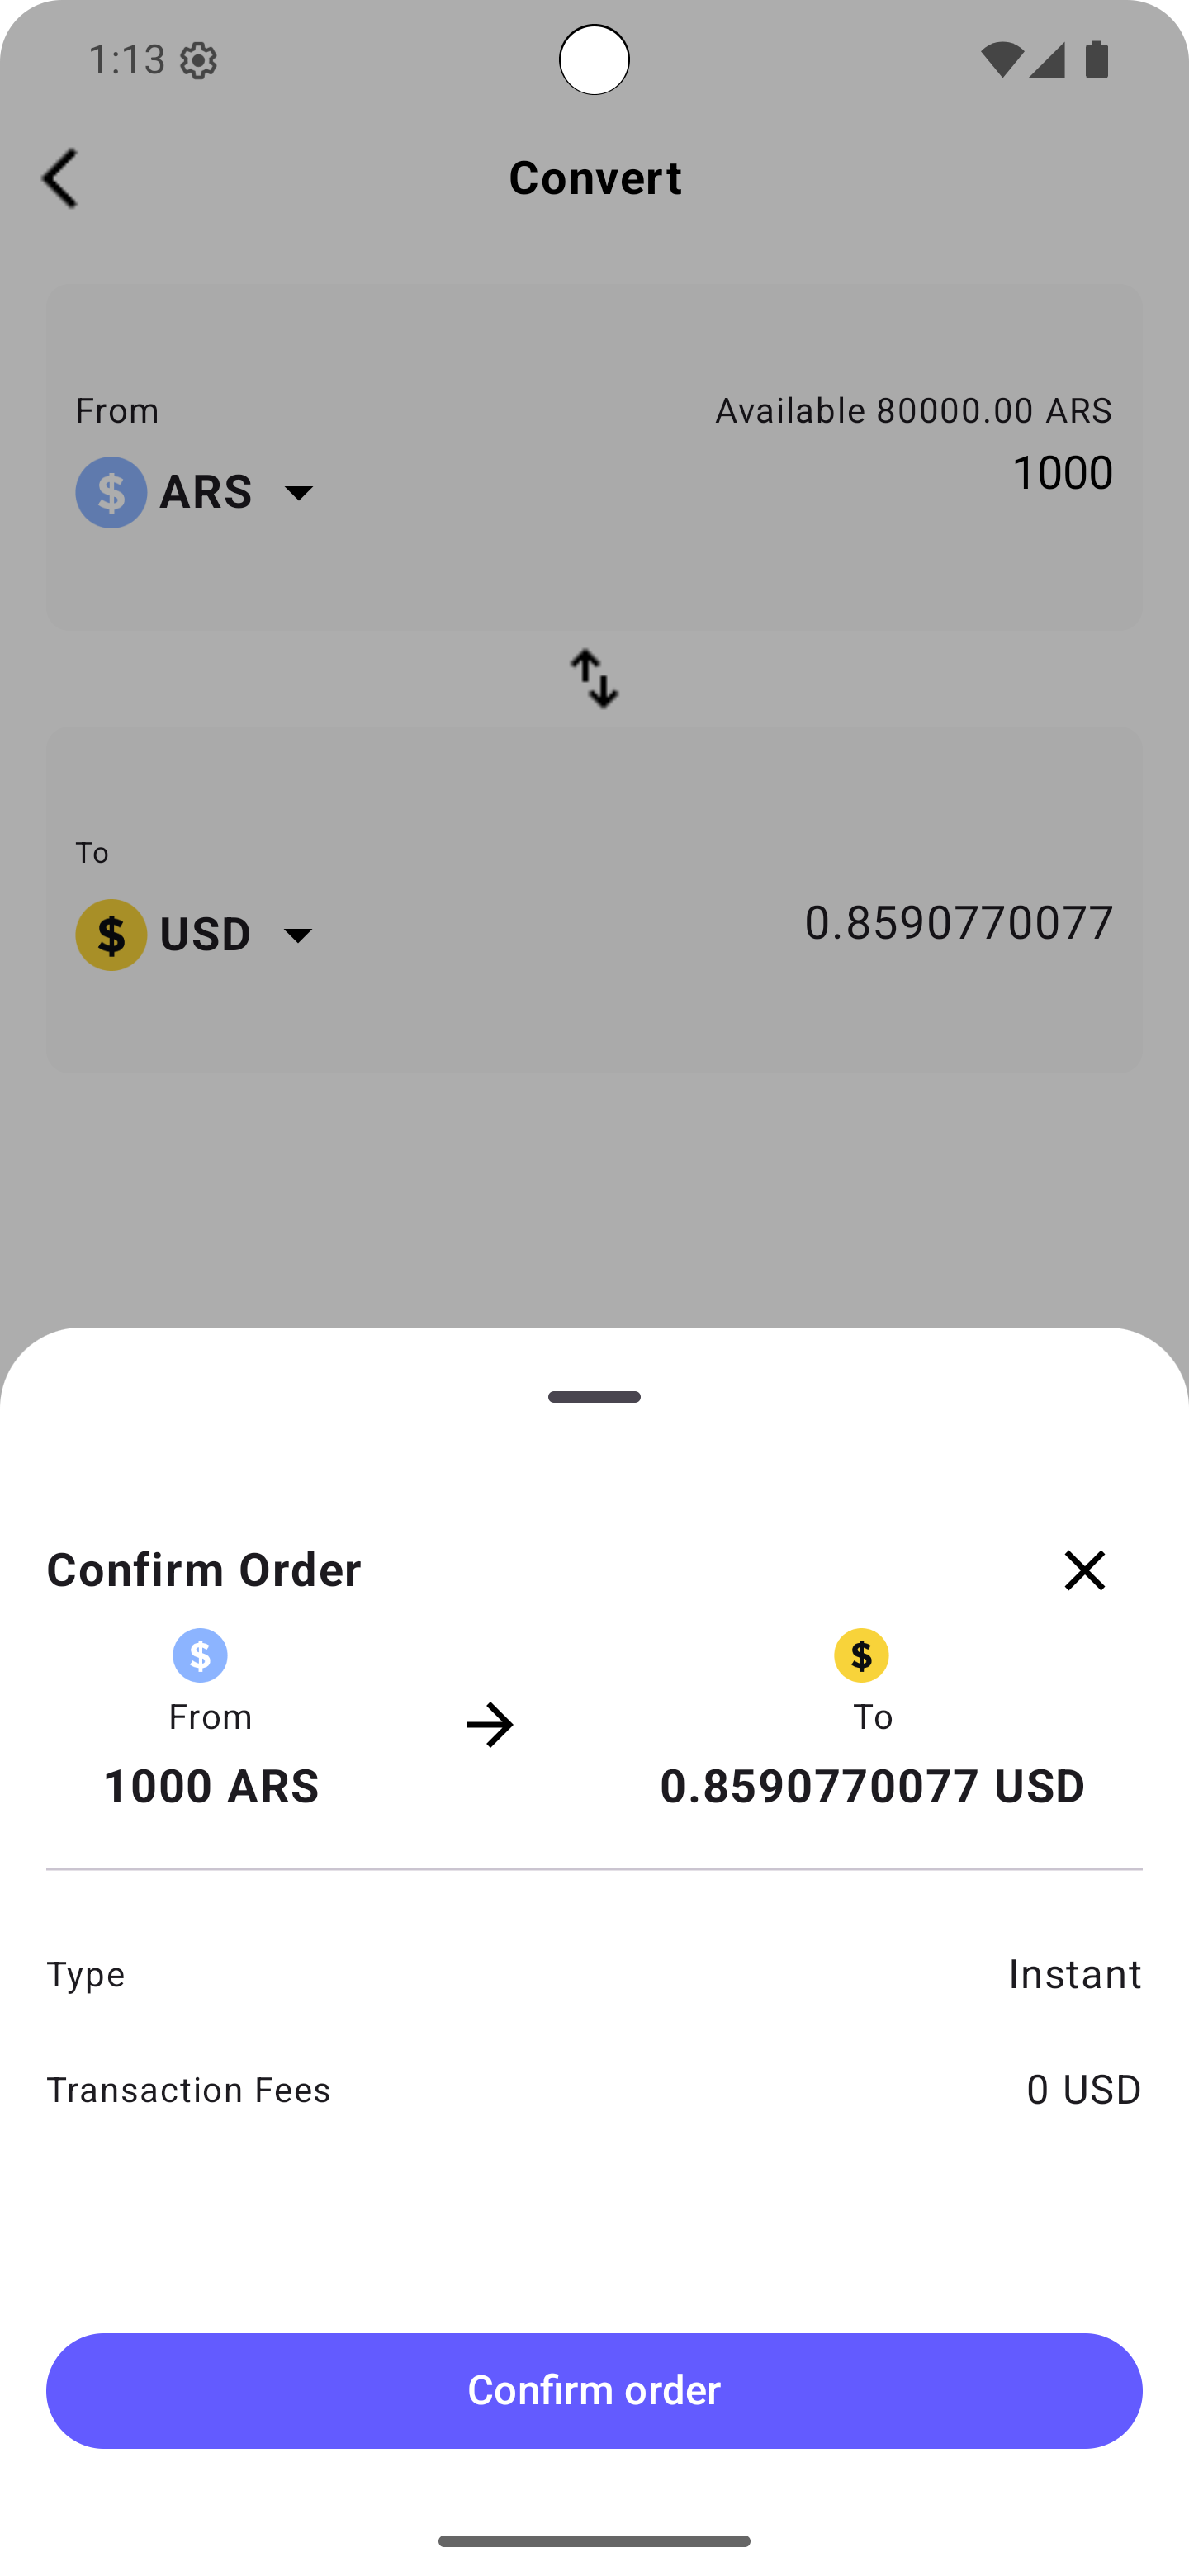 1:13
Convert
From
Available 80000.00 ARS
$ ARS
1000
To
$ USD
0.8590770077
Confirm Order
$
$
From
To
1000 ARS
0.8590770077 USD
Type
Instant
Transaction Fees
0 USD
Confirm order